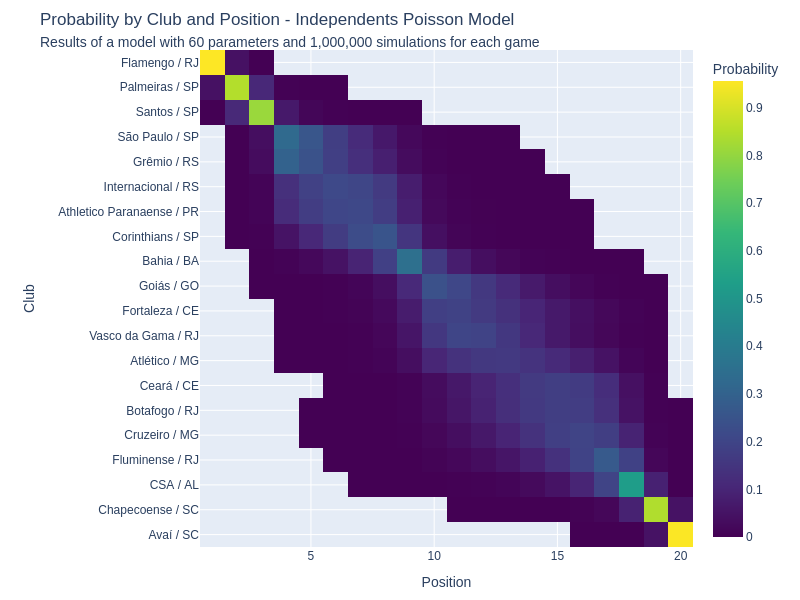 Probability by Club and Position - Independents Poisson Model
Results of a model with 60 parameters and 1,000,000 simulations for each game
Probability
Flamengo / RJ
Palmeiras / SP
Santos / SP
São Paulo / SP
Grêmio / RS
Internacional / RS
Athletico Paranaense / PR
Corinthians / SP
Bahia / BA
Goiás / GO
Fortaleza / CE
Vasco da Gama / RJ
Atlético / MG
Ceará / CE
Botafogo / RJ
Cruzeiro / MG
Fluminense / RJ
CSA / AL
Chapecoense / SC
Avaí / SC
Club
5
10
15
20
Position
0.9
0.8
0.7
0.6
0.5
0.4
0.3
0.2
0.1
0